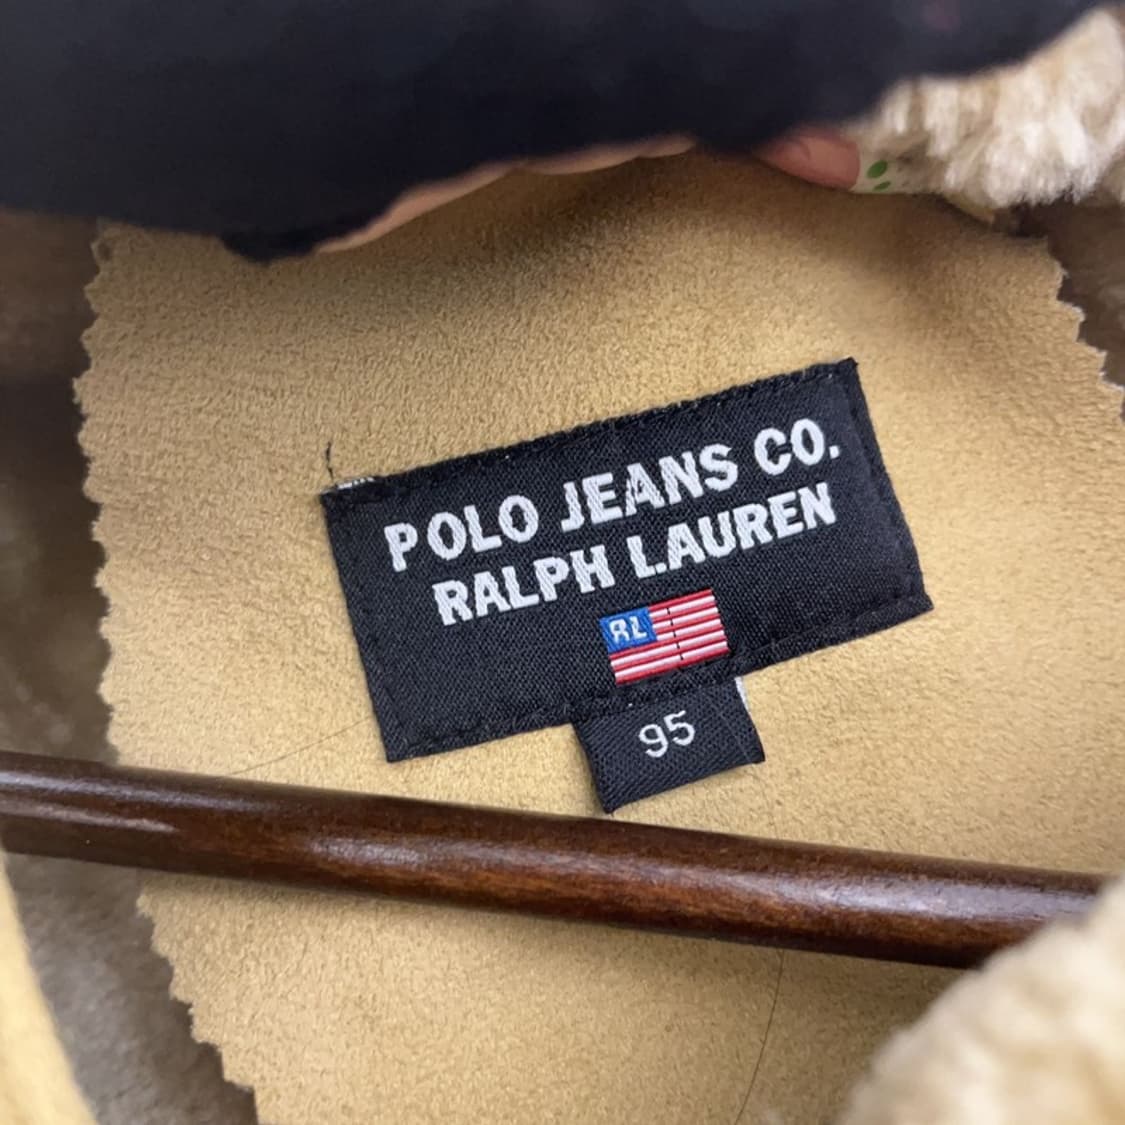 POLO JEANS CO.
RALPH LAUREN
RL
95